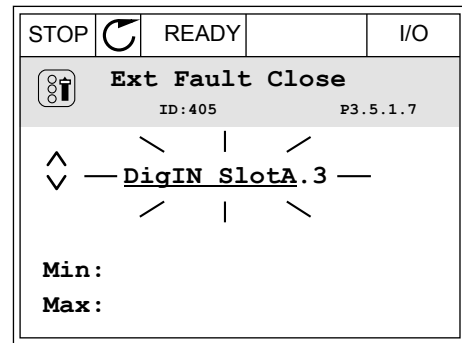 STOP READY I/O
Ext Fault Close
ID:405 P3.5.1.7
DigIN SlotA.3
Min:
Max: